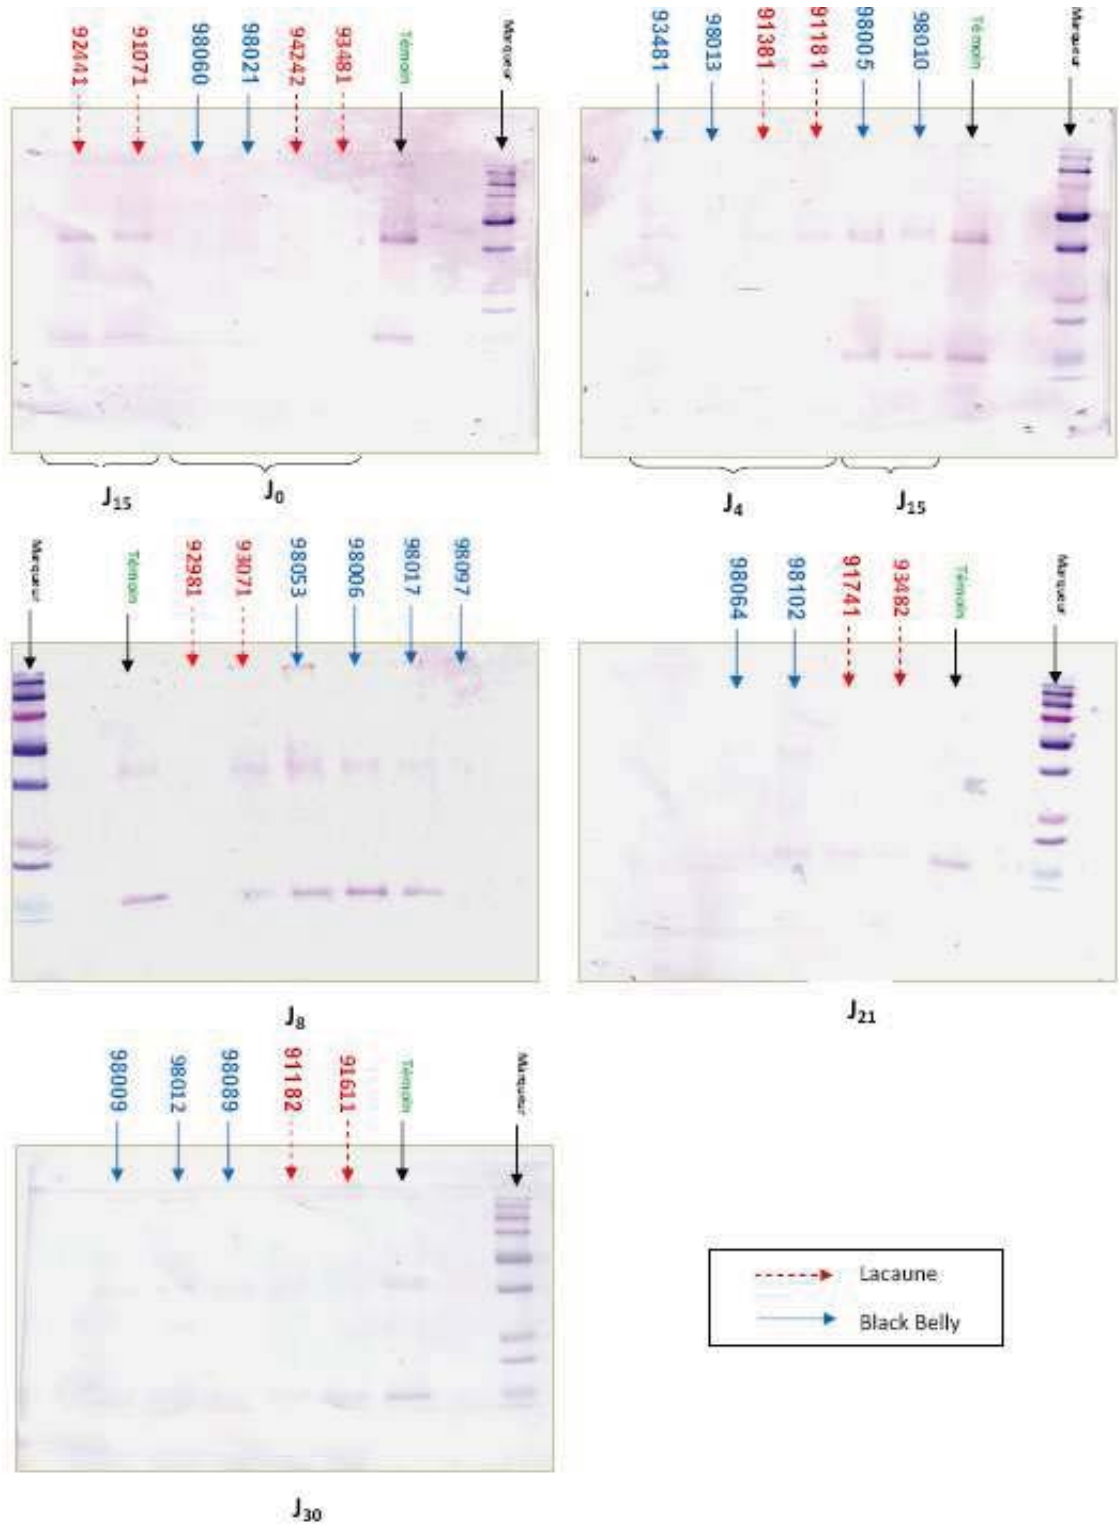 92441
91071
98060
98021
94242
93481
Témoin
Marqueur
J15
J0
93481
98013
91381
91181
98005
98010
Témoin
Marqueur
J4
J15
Marqueur
Témoin
92981
93071
98053
98006
98017
98097
J8
98064
98102
91741
93482
Témoin
Marqueur
J21
98009
98012
98089
91182
91611
Témoin
Marqueur
J30
Lacaune
Black Belly